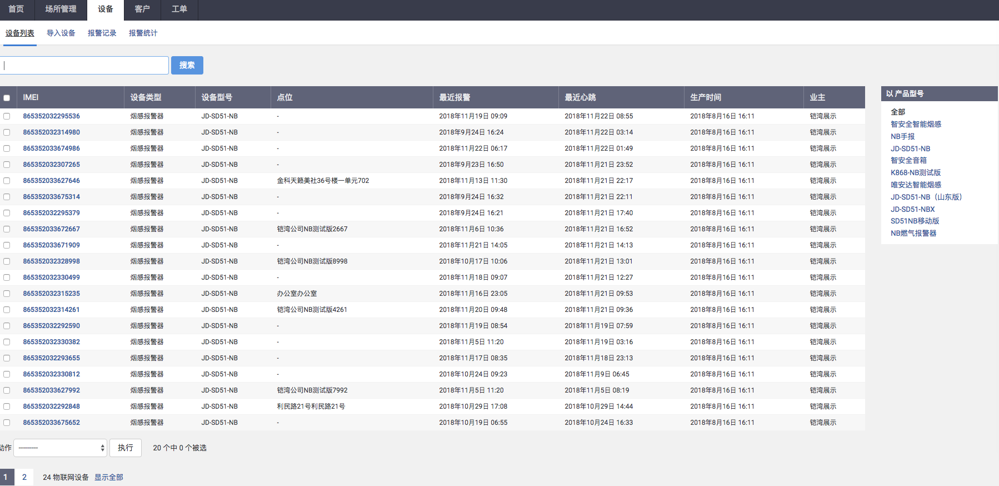 首页 场所管理 设备 客户 工单
设备列表 导入设备 报警记录 报警统计
搜索
IMEI 设备类型 设备型号 点位 最近报警 最近心跳 生产时间 业主
865352032295536 烟感报警器 JD-SD51-NB - 2018年11月19日 09:09 2018年11月22日 08:55 2018年8月16日 16:11 铠湾展示
865352032314980 烟感报警器 JD-SD51-NB - 2018年9月24日 16:24 2018年11月22日 03:14 2018年8月16日 16:11 铠湾展示
865352033674986 烟感报警器 JD-SD51-NB - 2018年11月22日 06:17 2018年11月22日 01:49 2018年8月16日 16:11 铠湾展示
865352032307265 烟感报警器 JD-SD51-NB - 2018年9月23日 16:50 2018年11月21日 23:52 2018年8月16日 16:11 铠湾展示
865352033627646 烟感报警器 JD-SD51-NB 金科天籁美社36号楼一单元702 2018年11月13日 11:30 2018年11月21日 22:17 2018年8月16日 16:11 铠湾展示
865352033675314 烟感报警器 JD-SD51-NB - 2018年9月24日 16:32 2018年11月21日 22:11 2018年8月16日 16:11 铠湾展示
865352032295379 烟感报警器 JD-SD51-NB - 2018年9月24日 16:21 2018年11月21日 17:40 2018年8月16日 16:11 铠湾展示
865352033672667 烟感报警器 JD-SD51-NB 铠湾公司NB测试版2667 2018年11月6日 10:36 2018年11月21日 16:52 2018年8月16日 16:11 铠湾展示
865352033671909 烟感报警器 JD-SD51-NB - 2018年11月21日 14:05 2018年11月21日 14:13 2018年8月16日 16:11 铠湾展示
865352032328998 烟感报警器 JD-SD51-NB 铠湾公司NB测试版8998 2018年10月17日 10:06 2018年11月21日 13:01 2018年8月16日 16:11 铠湾展示
865352032330499 烟感报警器 JD-SD51-NB - 2018年11月18日 09:07 2018年11月21日 12:27 2018年8月16日 16:11 铠湾展示
865352032315235 烟感报警器 JD-SD51-NB 办公室办公室 2018年11月16日 23:05 2018年11月21日 09:53 2018年8月16日 16:11 铠湾展示
865352032314261 烟感报警器 JD-SD51-NB 铠湾公司NB测试版4261 2018年11月20日 09:48 2018年11月21日 09:36 2018年8月16日 16:11 铠湾展示
865352032292590 烟感报警器 JD-SD51-NB - 2018年11月19日 08:54 2018年11月19日 07:59 2018年8月16日 16:11 铠湾展示
865352032330382 烟感报警器 JD-SD51-NB - 2018年11月5日 11:20 2018年11月19日 03:16 2018年8月16日 16:11 铠湾展示
865352032293655 烟感报警器 JD-SD51-NB - 2018年11月17日 08:35 2018年11月18日 23:13 2018年8月16日 16:11 铠湾展示
865352032330812 烟感报警器 JD-SD51-NB - 2018年10月24日 09:23 2018年11月9日 06:45 2018年8月16日 16:11 铠湾展示
865352033627992 烟感报警器 JD-SD51-NB 铠湾公司NB测试版7992 2018年11月5日 11:20 2018年11月5日 08:19 2018年8月16日 16:11 铠湾展示
865352032292848 烟感报警器 JD-SD51-NB 利民路21号利民路21号 2018年10月29日 17:08 2018年10月29日 14:44 2018年8月16日 16:11 铠湾展示
865352033675652 烟感报警器 JD-SD51-NB - 2018年10月19日 06:55 2018年10月24日 16:33 2018年8月16日 16:11 铠湾展示
动作 --------- 执行 20 个中 0 个被选
1 2 24 物联网设备 显示全部
以 产品型号
全部
智安全智能烟感
NB手报
JD-SD51-NB
智安全音箱
K868-NB测试版
唯安达智能烟感
JD-SD51-NB（山东版）
JD-SD51-NBX
SD51NB移动版
NB燃气报警器